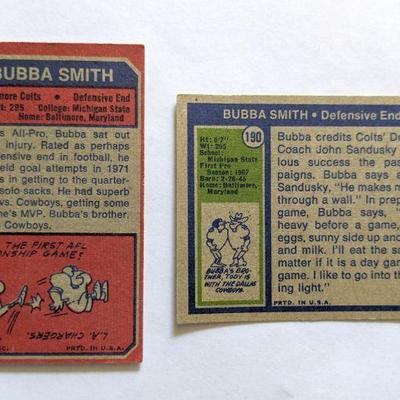 BUBBA SMITH
more Colts • Defensive End
t: 295 College: Michigan State
Home: Baltimore, Maryland
s All-Pro, Bubba sat out
injury. Rated as perhaps
efensive end in football, he
eld goal attempts in 1971
s in getting to the quarter-
solo sacks. He had superb
vs. Cowboys, getting some
me's MVP. Bubba's brother,
Cowboys.
THE FIRST AFL
ONSHIP GAME?
L.A. CHARGERS.
C. PRTD. IN U.S.A.
BUBBA SMITH • Defensive End
190
Ht: 6'7"
Wt: 295
School:
Michigan State
First Pro
Season: 1967
Born: 2-28-45
Home: Baltimore,
Maryland
BUBBA'S BRO-
THER, TODY IS
WITH THE DALLAS
COWBOYS.
Bubba credits Colts' De
Coach John Sandusky
lous success the past
paigns. Bubba says a
Sandusky, "He makes m
through a wall." In prep
game, Bubba says, "
heavy before a game,
eggs, sunny side up and
and milk. I'll eat the sa
matter if it is a day gam
game. I like to go into th
ing light."
PRTD. IN U.S.A.